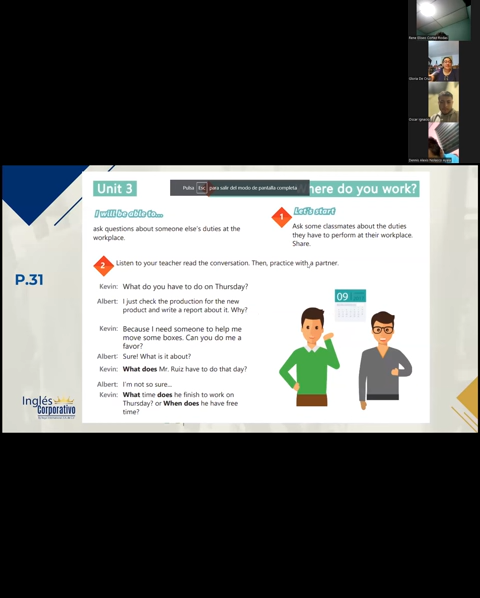 Gloria De Cruz
Unit 3
Pulsa Esc para salir del modo de pantalla completa
here do you work?
I will be able to...
ask questions about someone else's duties at the
workplace.
1
Let's start
Ask some classmates about the duties
they have to perform at their workplace.
Share.
2
Listen to your teacher read the conversation. Then, practice with a partner.
P.31
Kevin: What do you have to do on Thursday?
Albert: I just check the production for the new
product and write a report about it. Why?
Kevin: Because I need someone to help me
move some boxes. Can you do me a
favor?
Albert: Sure! What is it about?
Kevin: What does Mr. Ruiz have to do that day?
Albert: I'm not so sure...
Kevin: What time does he finish to work on
Thursday? or When does he have free
time?
09
Inglés
Corporativo